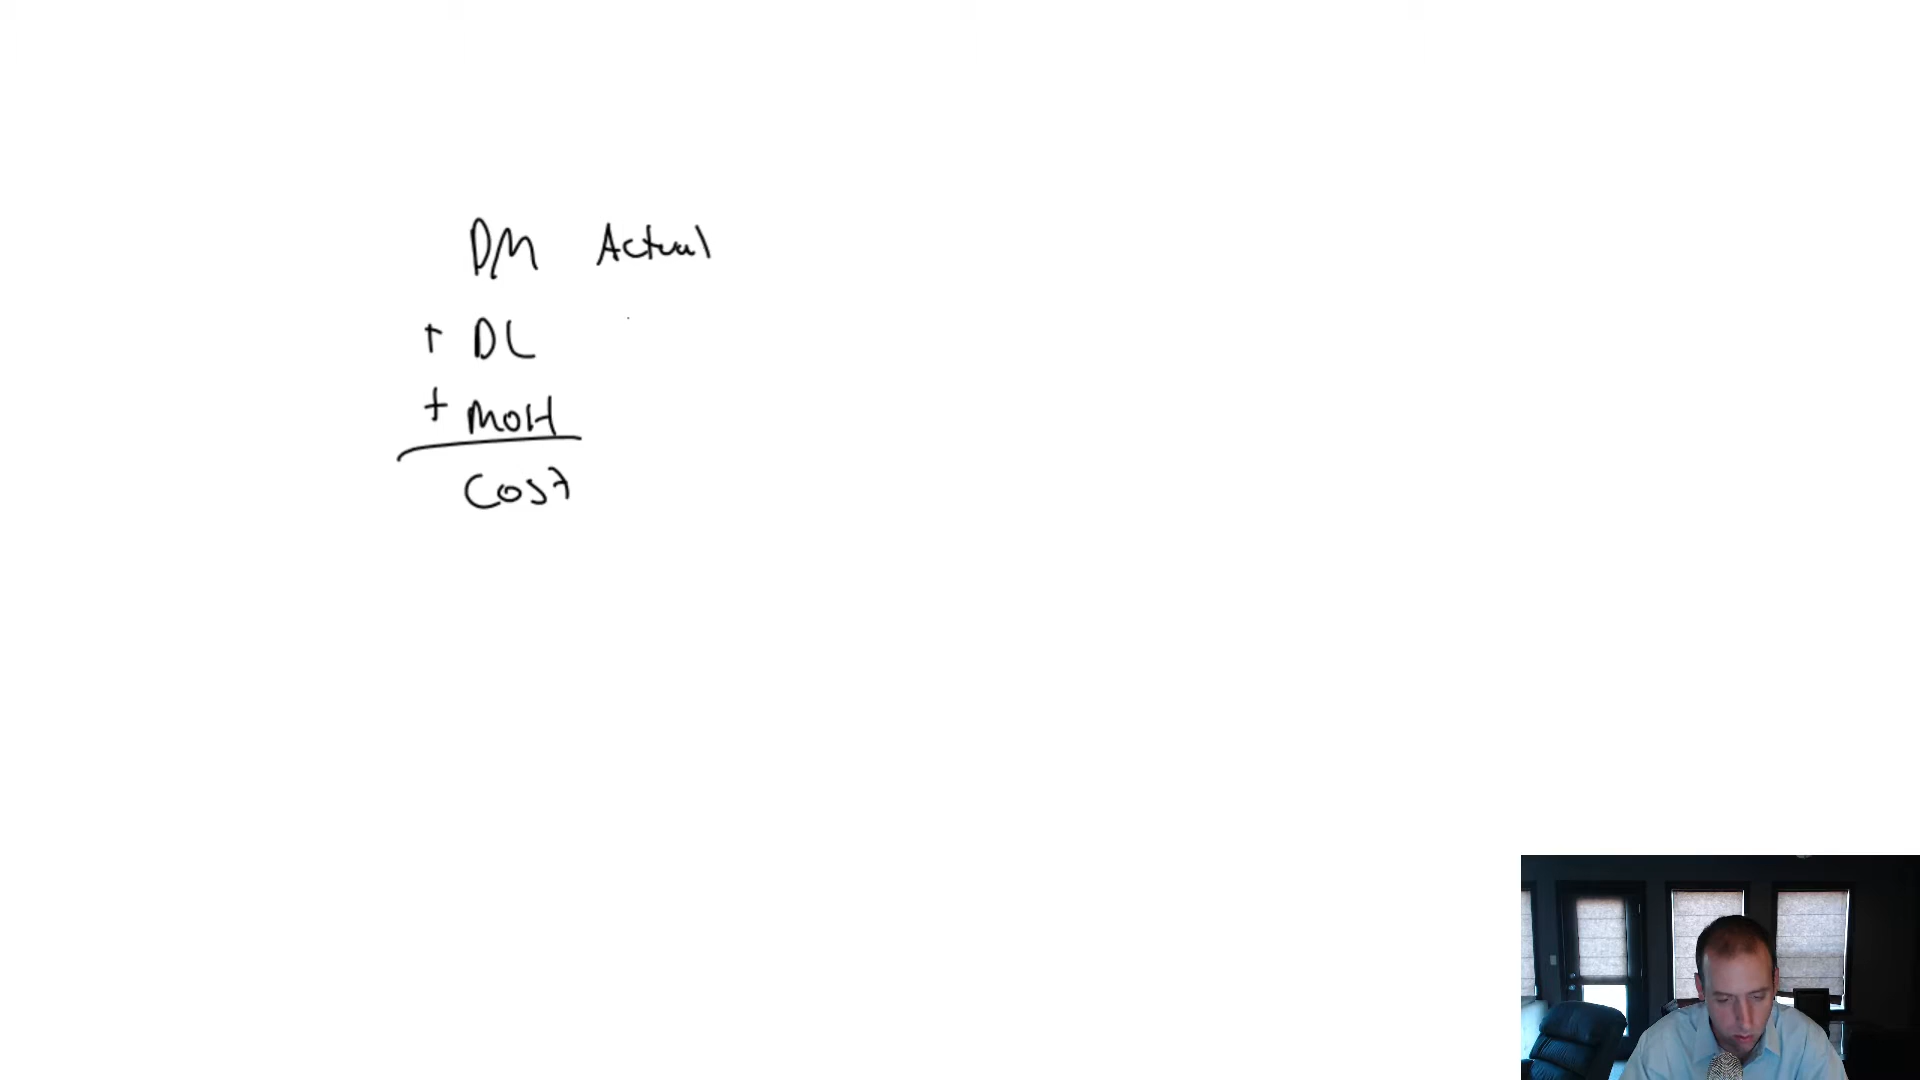 DM Actual
+ DL
+ MOH
Cost